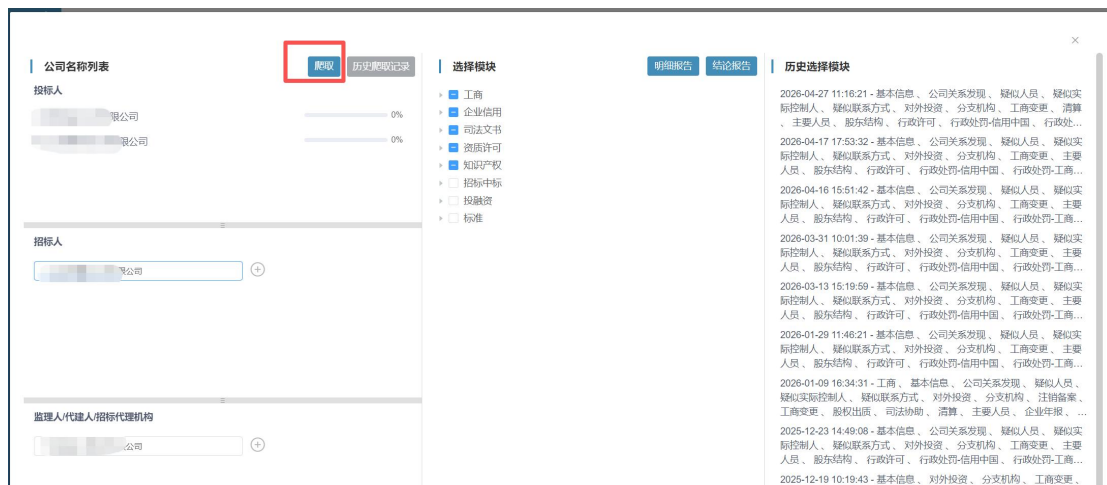 公司名称列表
爬取
历史爬取记录
投标人
限公司
0%
限公司
0%
招标人
限公司
监理人/代建人/招标代理机构
公司
选择模块
明细报告
结论报告
工商
企业信用
司法文书
资质许可
知识产权
招标中标
投融资
标准
历史选择模块
2026-04-27 11:16:21 - 基本信息 、 公司关系发现 、 疑似人员 、 疑似实
际控制人 、 疑似联系方式 、 对外投资 、 分支机构 、 工商变更 、 清算
、 主要人员 、 股东结构 、 行政许可 、 行政处罚-信用中国 、 行政处...
2026-04-17 17:53:32 - 基本信息 、 公司关系发现 、 疑似人员 、 疑似实
际控制人 、 疑似联系方式 、 对外投资 、 分支机构 、 工商变更 、 主要
人员 、 股东结构 、 行政许可 、 行政处罚-信用中国 、 行政处罚-工商...
2026-04-16 15:51:42 - 基本信息 、 公司关系发现 、 疑似人员 、 疑似实
际控制人 、 疑似联系方式 、 对外投资 、 分支机构 、 工商变更 、 主要
人员 、 股东结构 、 行政许可 、 行政处罚-信用中国 、 行政处罚-工商...
2026-03-31 10:01:39 - 基本信息 、 公司关系发现 、 疑似人员 、 疑似实
际控制人 、 疑似联系方式 、 对外投资 、 分支机构 、 工商变更 、 主要
人员 、 股东结构 、 行政许可 、 行政处罚-信用中国 、 行政处罚-工商...
2026-03-13 15:19:59 - 基本信息 、 公司关系发现 、 疑似人员 、 疑似实
际控制人 、 疑似联系方式 、 对外投资 、 分支机构 、 工商变更 、 主要
人员 、 股东结构 、 行政许可 、 行政处罚-信用中国 、 行政处罚-工商...
2026-01-29 11:46:21 - 基本信息 、 公司关系发现 、 疑似人员 、 疑似实
际控制人 、 疑似联系方式 、 对外投资 、 分支机构 、 工商变更 、 主要
人员 、 股东结构 、 行政许可 、 行政处罚-信用中国 、 行政处罚-工商...
2026-01-09 16:34:31 - 工商 、 基本信息 、 公司关系发现 、 疑似人员 、
疑似实际控制人 、 疑似联系方式 、 对外投资 、 分支机构 、 注销备案 、
工商变更 、 股权出质 、 司法协助 、 清算 、 主要人员 、 企业年报 、 ...
2025-12-23 14:49:08 - 基本信息 、 公司关系发现 、 疑似人员 、 疑似实
际控制人 、 疑似联系方式 、 对外投资 、 分支机构 、 工商变更 、 主要
人员 、 股东结构 、 行政许可 、 行政处罚-信用中国 、 行政处罚-工商...
2025-12-19 10:19:43 - 基本信息 、 对外投资 、 分支机构 、 工商变更 、